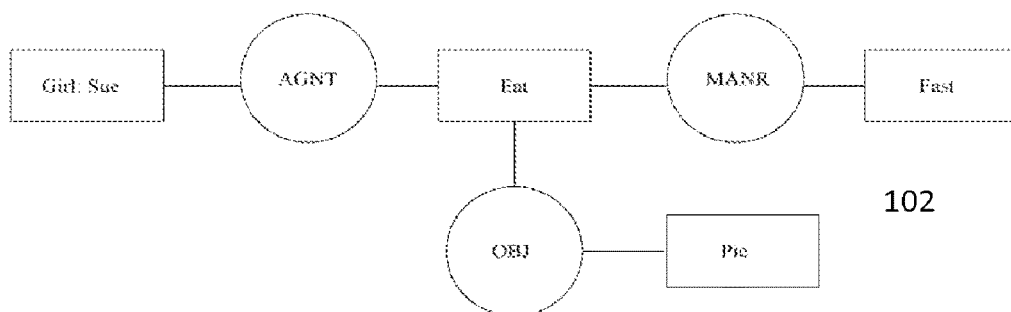 Girl: Sue
AGNT
Eat
MANR
Fast
102
OBJ
Pie